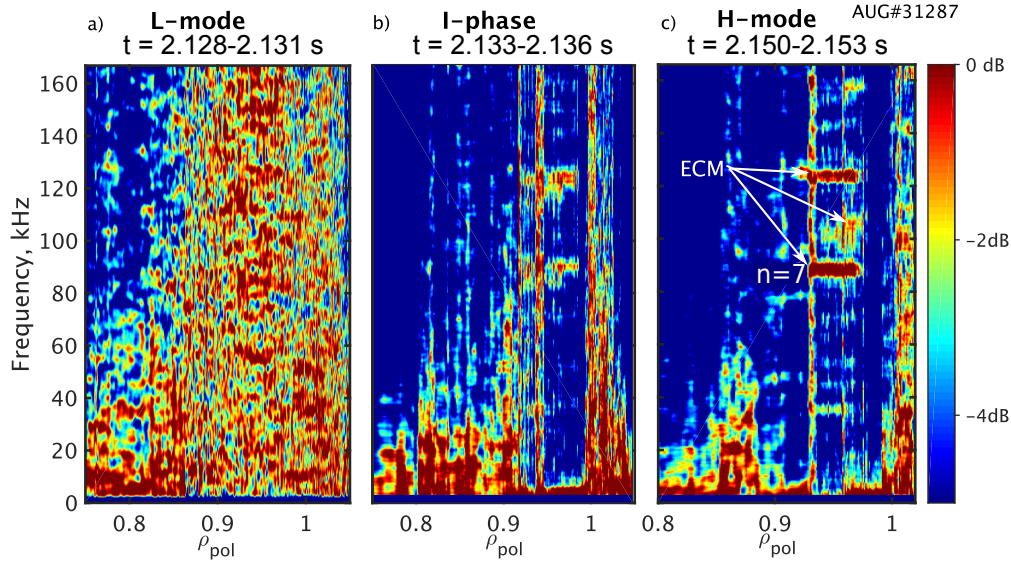 a) L-mode
t = 2.128-2.131 s
b) I-phase
t = 2.133-2.136 s
c) H-mode
t = 2.150-2.153 s
AUG#31287
Frequency, kHz
160
140
120
100
80
60
40
20
0
0.8 0.9 1
ρpol
0.8 0.9 1
ρpol
ECM
n=7
0.8 0.9 1
ρpol
0 dB
−2dB
−4dB